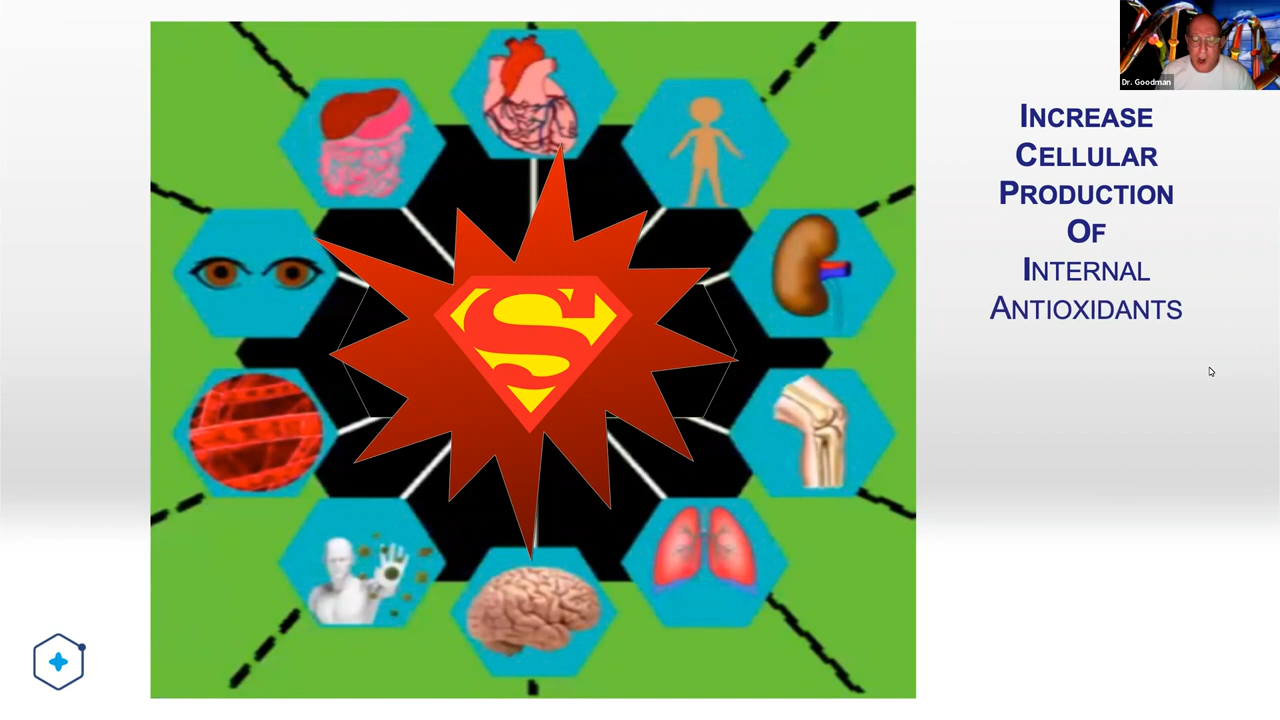 Dr. Goodman
INCREASE
CELLULAR
PRODUCTION
OF
INTERNAL
ANTIOXIDANTS
S